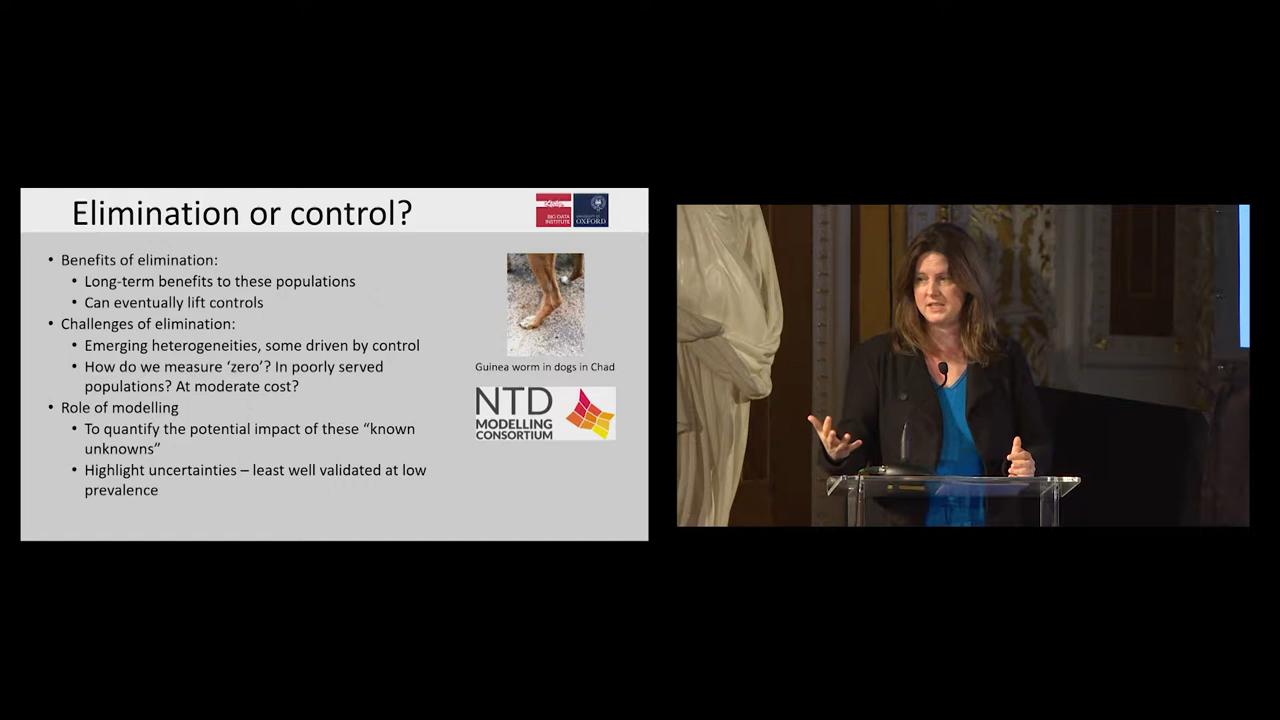 Elimination or control?
BIG DATA
INSTITUTE
UNIVERSITY OF
OXFORD
• Benefits of elimination:
• Long-term benefits to these populations
• Can eventually lift controls
• Challenges of elimination:
• Emerging heterogeneities, some driven by control
• How do we measure ‘zero’? In poorly served
populations? At moderate cost?
• Role of modelling
• To quantify the potential impact of these “known
unknowns”
• Highlight uncertainties – least well validated at low
prevalence
Guinea worm in dogs in Chad
NTD
MODELLING
CONSORTIUM